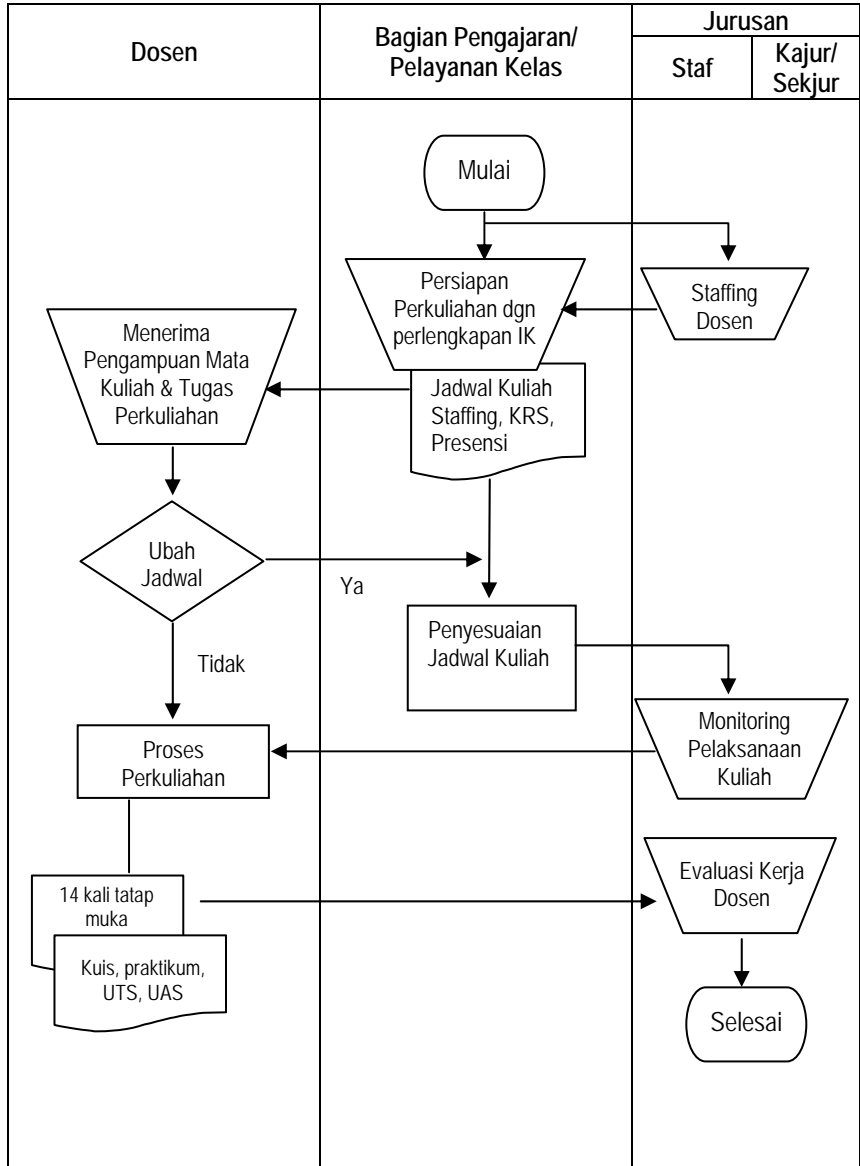 Dosen
Bagian Pengajaran/
Pelayanan Kelas
Jurusan
Staf
Kajur/
Sekjur
Mulai
Persiapan
Perkuliahan dgn
perlengkapan IK
Staffing
Dosen
Menerima
Pengampuan Mata
Kuliah & Tugas
Perkuliahan
Jadwal Kuliah
Staffing, KRS,
Presensi
Ubah
Jadwal
Ya
Tidak
Penyesuaian
Jadwal Kuliah
Monitoring
Pelaksanaan
Kuliah
Proses
Perkuliahan
14 kali tatap
muka
Kuis, praktikum,
UTS, UAS
Evaluasi Kerja
Dosen
Selesai